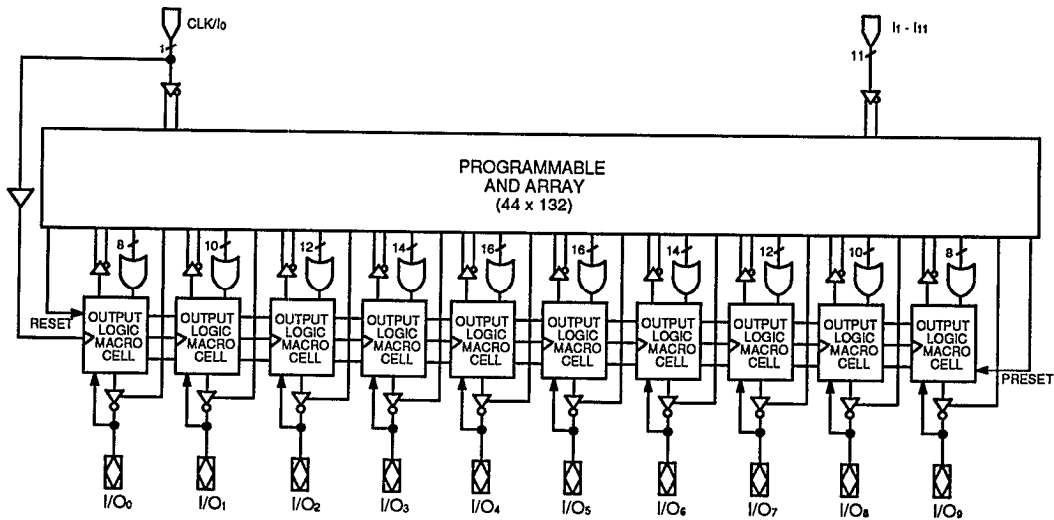 CLK/I0
I1 - I11
1
11
PROGRAMMABLE
AND ARRAY
(44 x 132)
8 10 12 14 16 16 14 12 10 8
RESET
OUTPUT LOGIC MACRO CELL
OUTPUT LOGIC MACRO CELL
OUTPUT LOGIC MACRO CELL
OUTPUT LOGIC MACRO CELL
OUTPUT LOGIC MACRO CELL
OUTPUT LOGIC MACRO CELL
OUTPUT LOGIC MACRO CELL
OUTPUT LOGIC MACRO CELL
OUTPUT LOGIC MACRO CELL
OUTPUT LOGIC MACRO CELL
PRESET
I/O0 I/O1 I/O2 I/O3 I/O4 I/O5 I/O6 I/O7 I/O8 I/O9